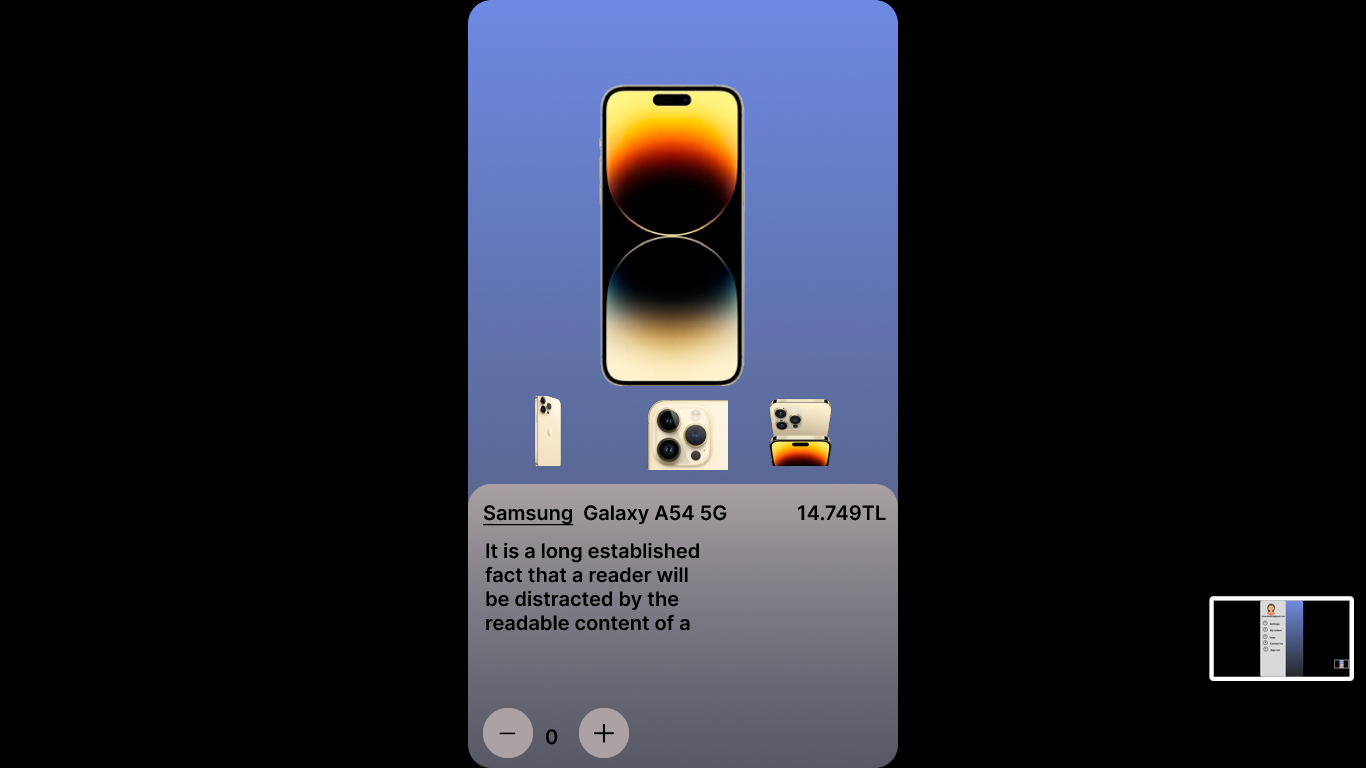 Samsung Galaxy A54 5G 14.749TL
It is a long established
fact that a reader will
be distracted by the
readable content of a
− 0 +